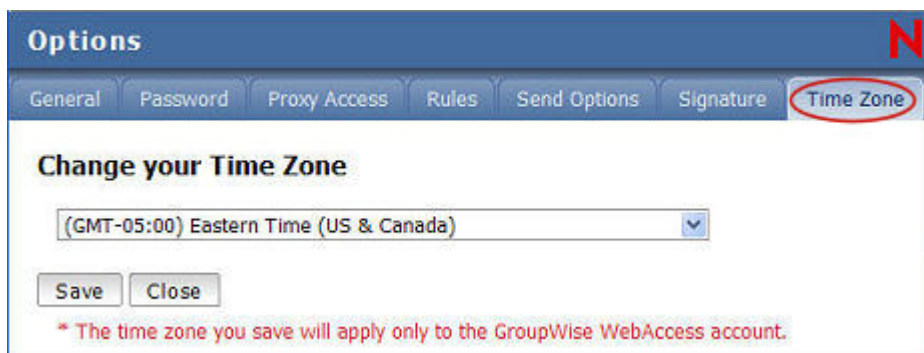 Options
N
General Password Proxy Access Rules Send Options Signature Time Zone
Change your Time Zone
(GMT-05:00) Eastern Time (US & Canada)
Save Close
* The time zone you save will apply only to the GroupWise WebAccess account.